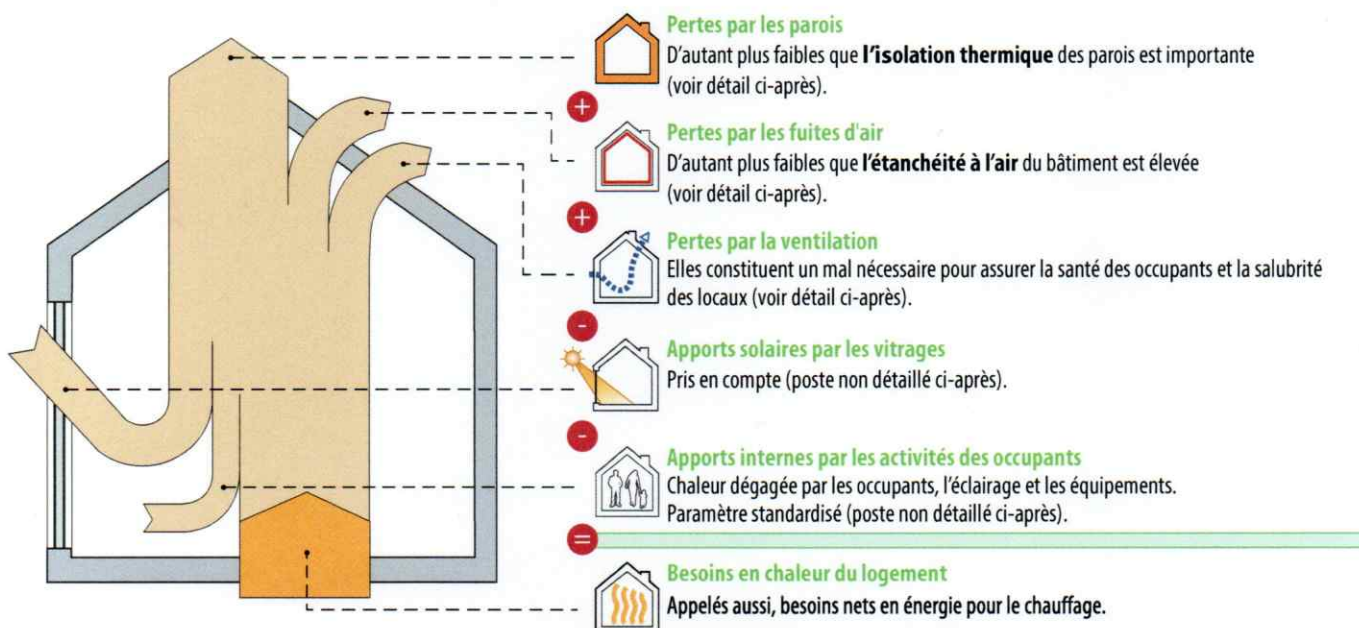 Pertes par les parois
D'autant plus faibles que l'isolation thermique des parois est importante
(voir détail ci-après).
+
Pertes par les fuites d'air
D'autant plus faibles que l'étanchéité à l'air du bâtiment est élevée
(voir détail ci-après).
+
Pertes par la ventilation
Elles constituent un mal nécessaire pour assurer la santé des occupants et la salubrité
des locaux (voir détail ci-après).
-
Apports solaires par les vitrages
Pris en compte (poste non détaillé ci-après).
-
Apports internes par les activités des occupants
Chaleur dégagée par les occupants, l'éclairage et les équipements.
Paramètre standardisé (poste non détaillé ci-après).
=
Besoins en chaleur du logement
Appelés aussi, besoins nets en énergie pour le chauffage.